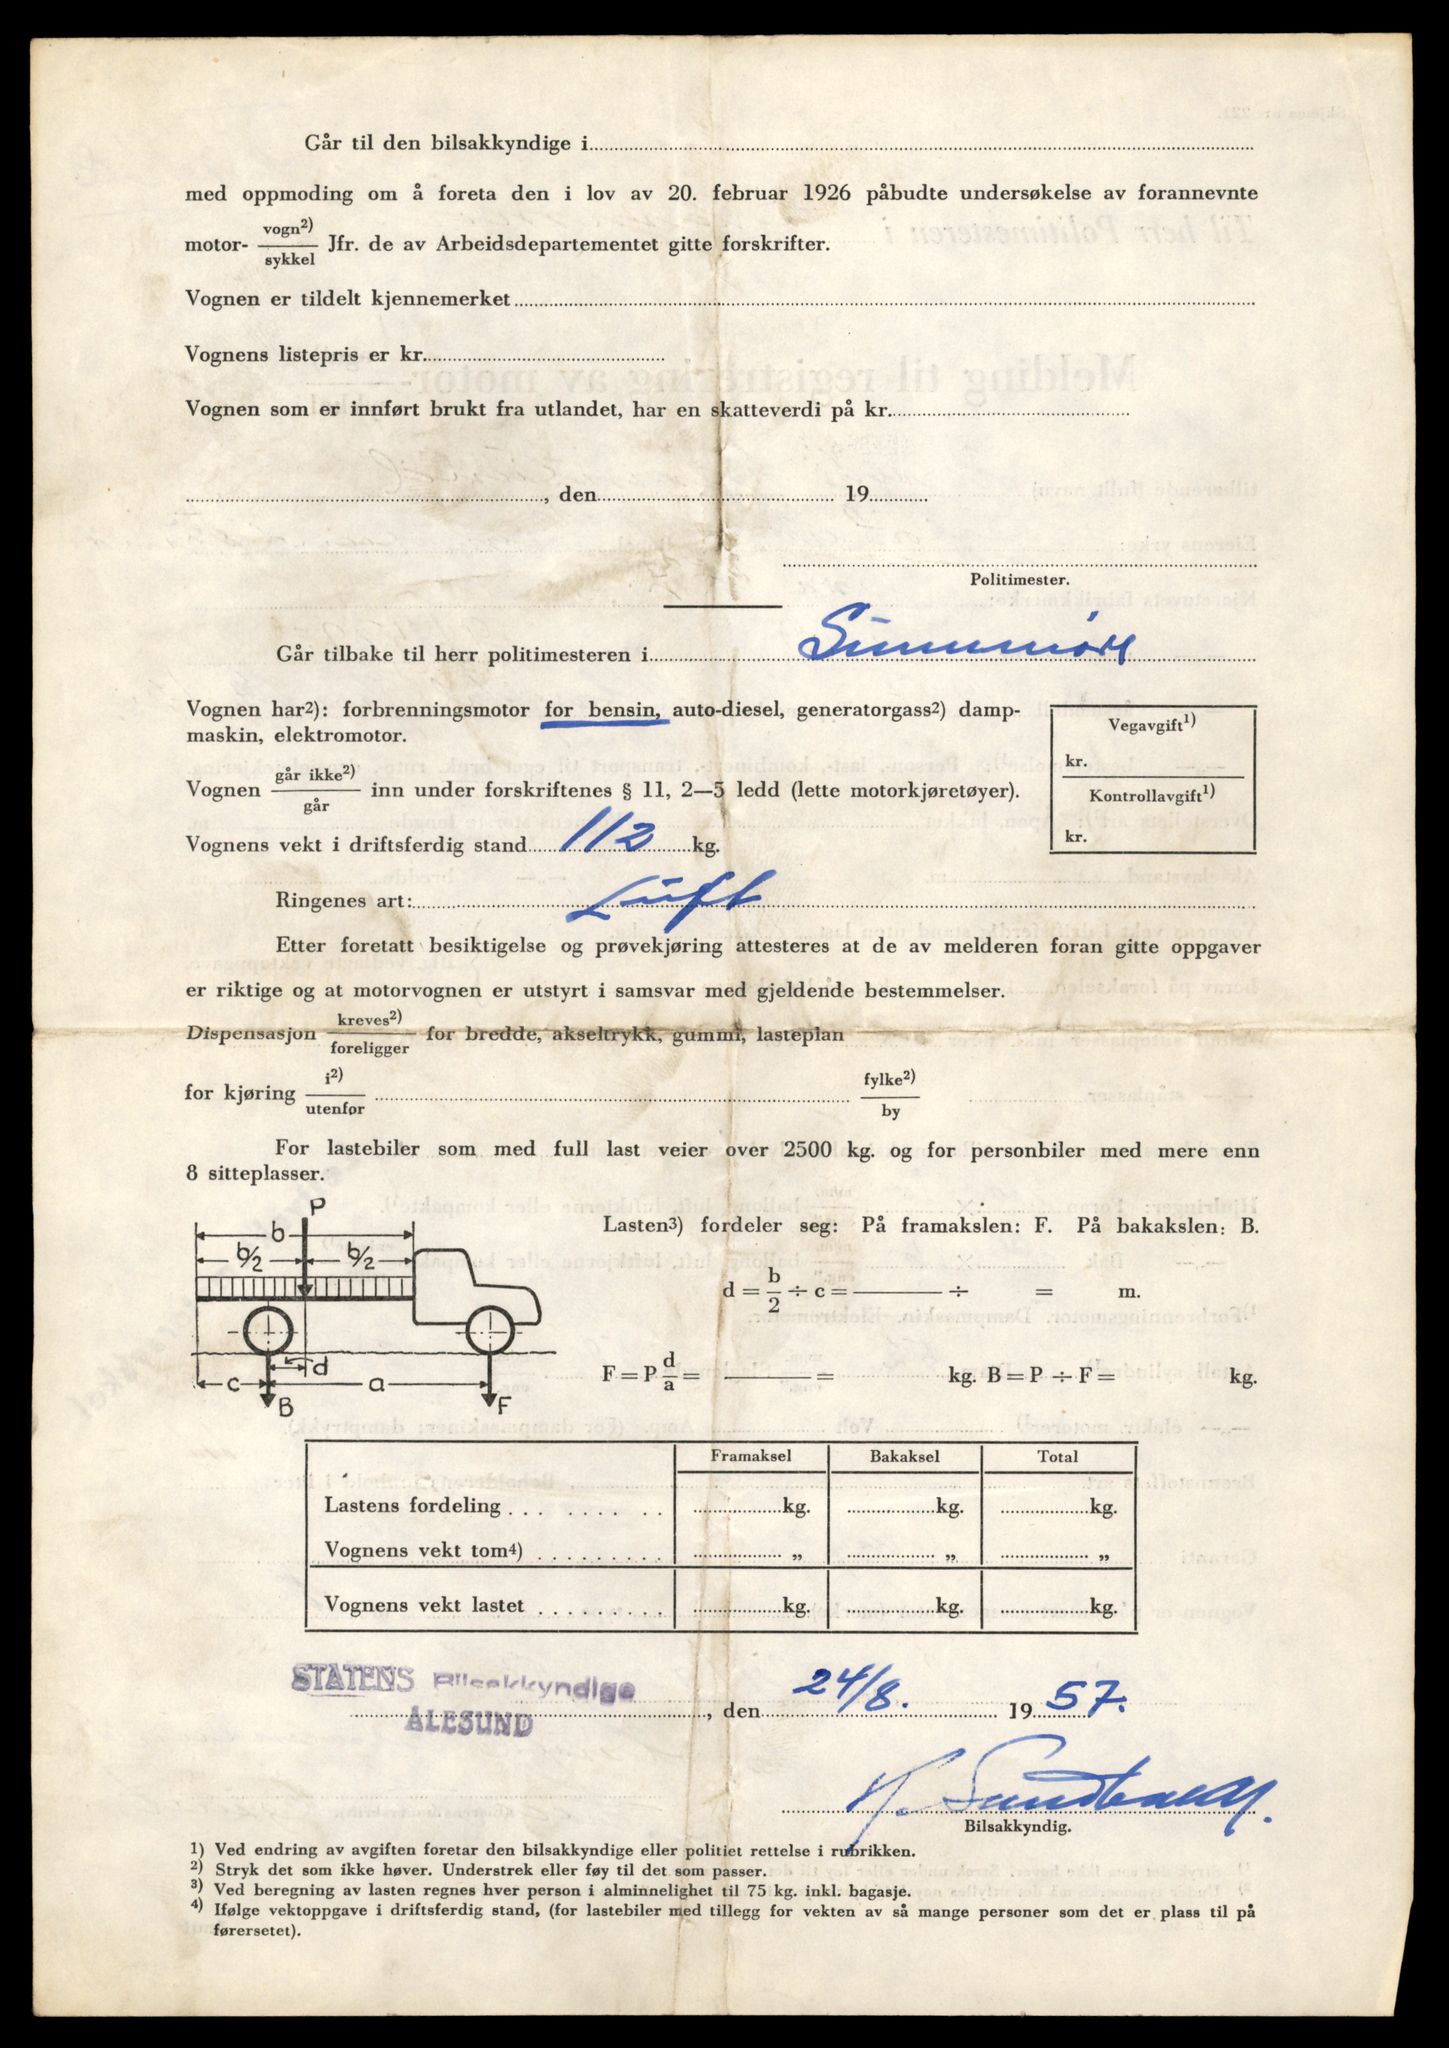 Går til den bilsakkyndige i
med oppmoding om å foreta den i lov av 20. februar 1926 påbudte undersøkelse av forannevnte
motor- vogn2) / sykkel Jfr. de av Arbeidsdepartementet gitte forskrifter.
Vognen er tildelt kjennemerket
Vognens listepris er kr.
Vognen som er innført brukt fra utlandet, har en skatteverdi på kr.
, den 19
Politimester.
Går tilbake til herr politimesteren i Sunnmøre
Vognen har2): forbrenningsmotor for bensin, auto-diesel, generatorgass2) damp-
maskin, elektromotor.
Vegavgift1)
kr.
Kontrollavgift1)
kr.
Vognen går ikke2) / går inn under forskriftenes § 11, 2—5 ledd (lette motorkjøretøyer).
Vognens vekt i driftsferdig stand 112 kg.
Ringenes art: Luft
Etter foretatt besiktigelse og prøvekjøring attesteres at de av melderen foran gitte oppgaver
er riktige og at motorvognen er utstyrt i samsvar med gjeldende bestemmelser.
Dispensasjon kreves2) / foreligger for bredde, akseltrykk, gummi, lasteplan
for kjøring i2) / utenfor fylke2) / by
For lastebiler som med full last veier over 2500 kg. og for personbiler med mere enn
8 sitteplasser.
P
b
b/2 b/2
d
c a
B F
Lasten3) fordeler seg: På framakslen: F. På bakakslen: B.
d = b/2 ÷ c = ——— ÷ = m.
F = P d/a = ——— = kg. B = P ÷ F = kg.
Framaksel Bakaksel Total
Lastens fordeling . . . . . . . . . kg. kg. kg.
Vognens vekt tom4) . . . . . . . . . „ „ „
Vognens vekt lastet . . . . . . . . . kg. kg. kg.
STATENS Bilsakkyndige
ÅLESUND , den 24/8. 19 57.
Bilsakkyndig.
1) Ved endring av avgiften foretar den bilsakkyndige eller politiet rettelse i rubrikken.
2) Stryk det som ikke høver. Understrek eller føy til det som passer.
3) Ved beregning av lasten regnes hver person i alminnelighet til 75 kg. inkl. bagasje.
4) Ifølge vektoppgave i driftsferdig stand, (for lastebiler med tillegg for vekten av så mange personer som det er plass til på
førersetet).